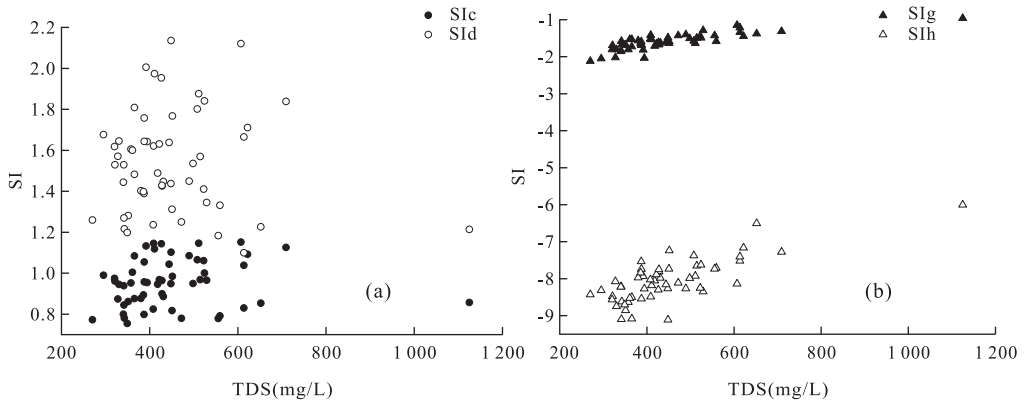 SIc
SId
2.2
2.0
1.8
1.6
1.4
1.2
1.0
0.8
SI
(a)
200 400 600 800 1 000 1 200
TDS(mg/L)
SIg
SIh
-1
-2
-3
-4
-5
-6
-7
-8
-9
SI
(b)
200 400 600 800 1 000 1 200
TDS(mg/L)